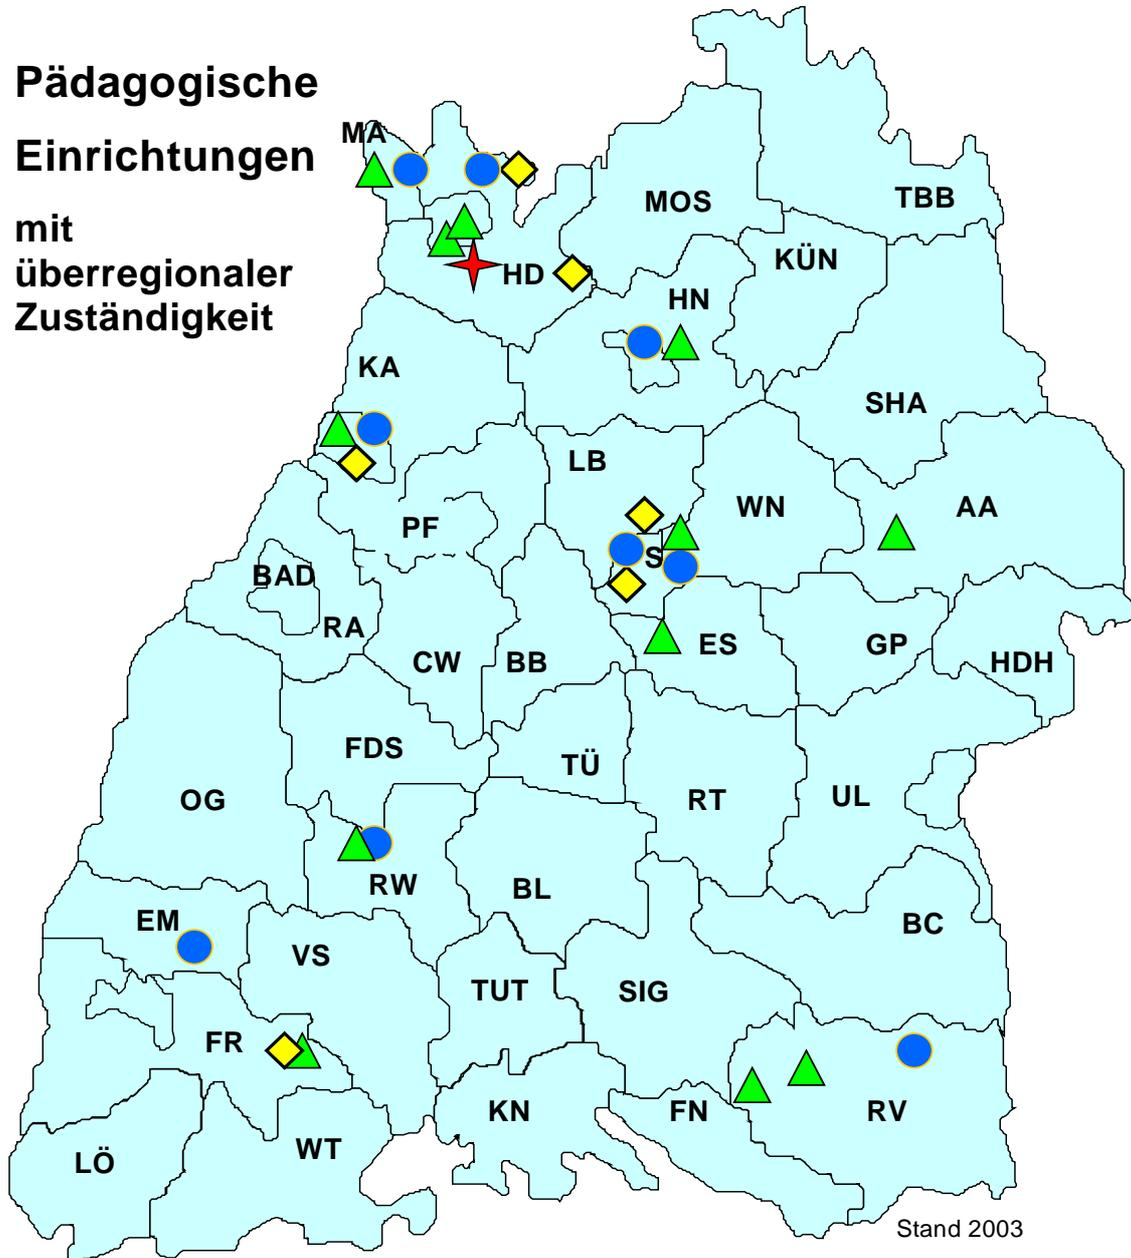 Pädagogische
Einrichtungen
mit
überregionaler
Zuständigkeit
MA
MOS
TBB
KÜN
HD
HN
KA
SHA
LB
WN
AA
PF
S
BAD
RA
CW
BB
ES
GP
HDH
FDS
TÜ
OG
RT
UL
RW
BL
EM
BC
VS
TUT
SIG
FR
KN
FN
RV
LÖ
WT
Stand 2003